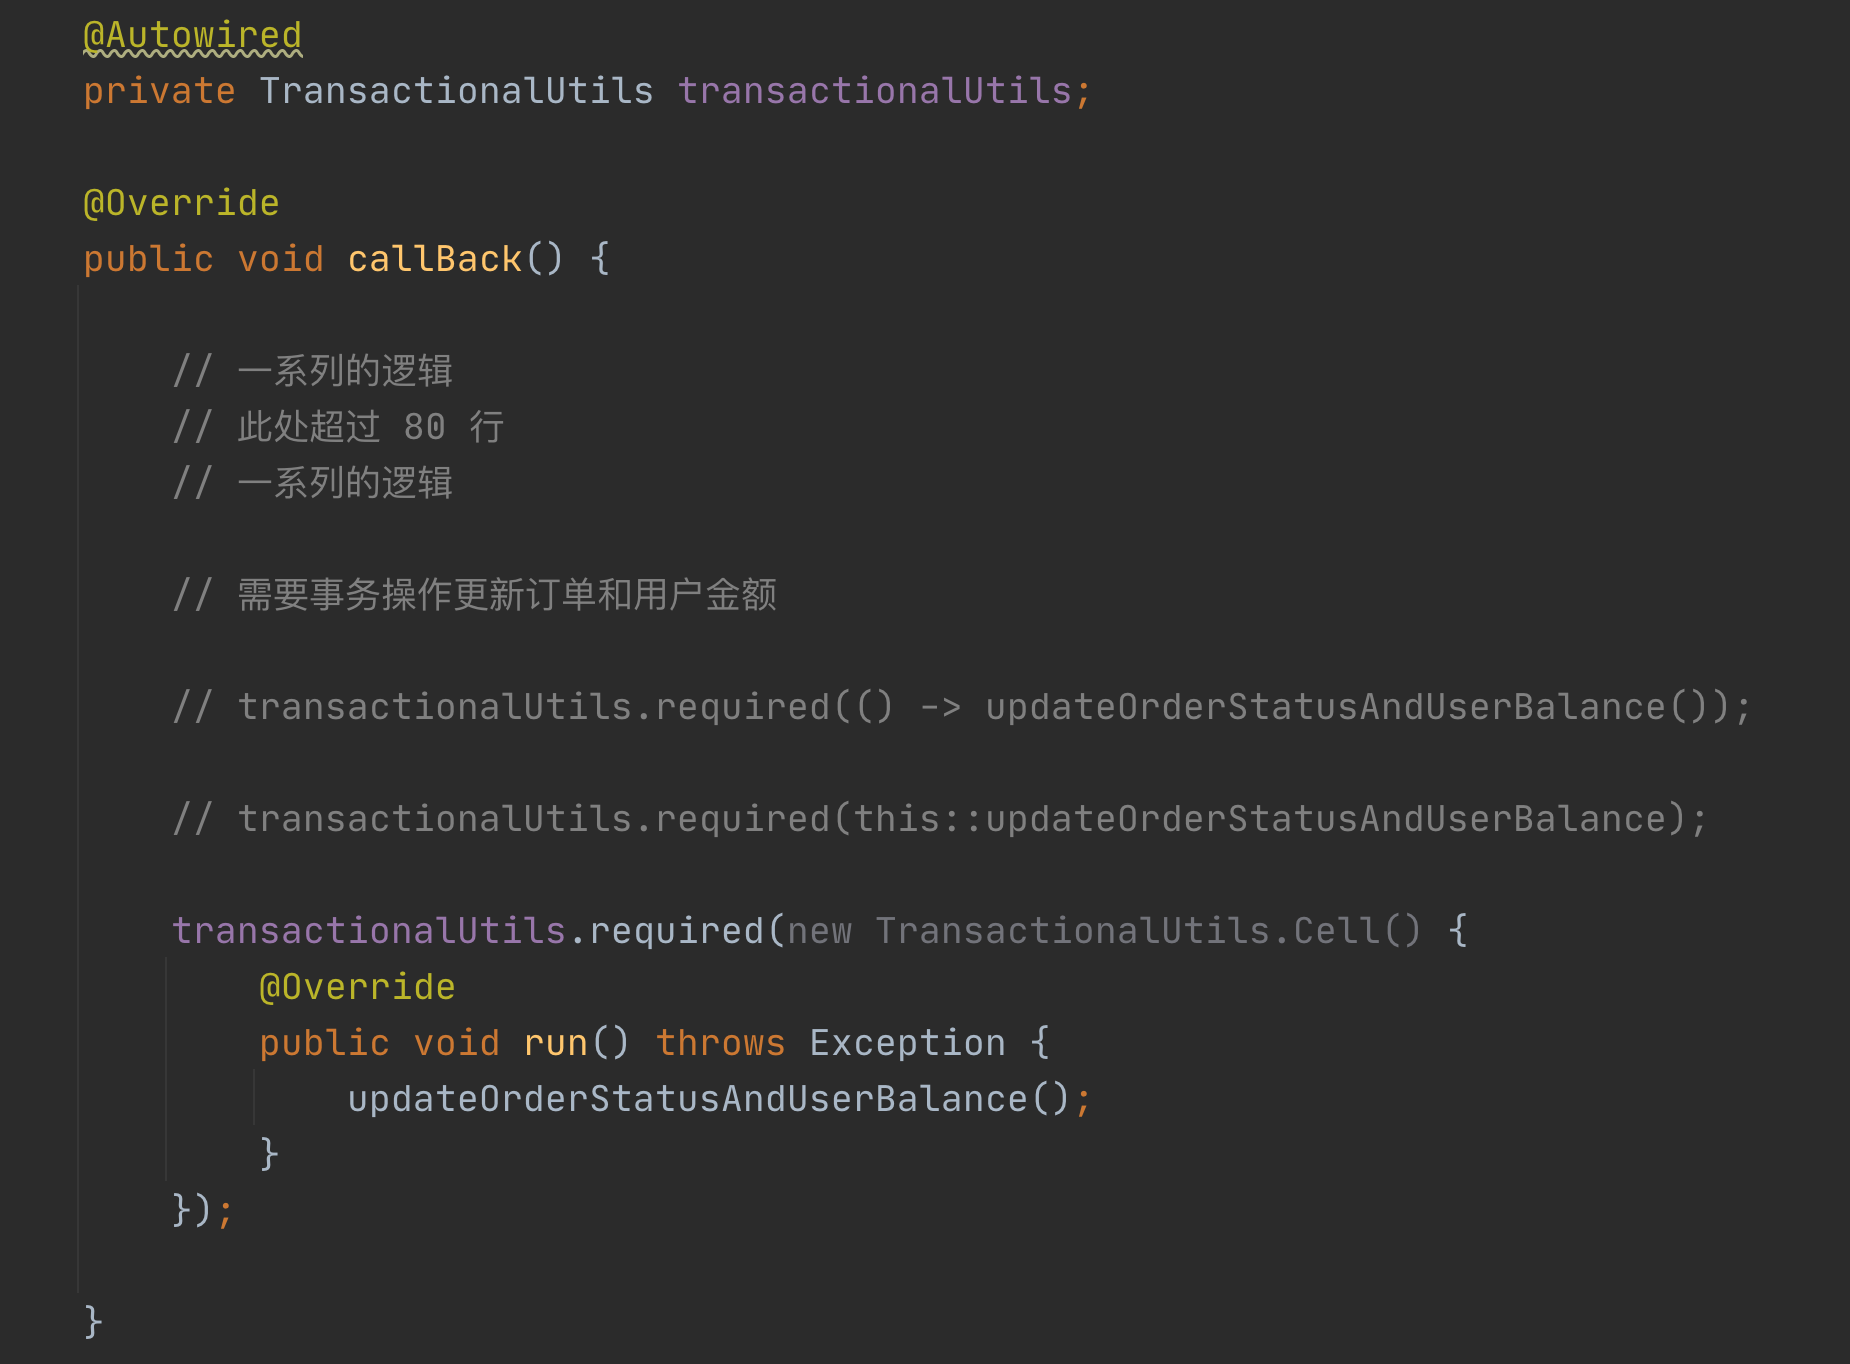 @Autowired
private TransactionalUtils transactionalUtils;
@Override
public void callBack() {
// 一系列的逻辑
// 此处超过 80 行
// 一系列的逻辑
// 需要事务操作更新订单和用户金额
// transactionalUtils.required(() -> updateOrderStatusAndUserBalance());
// transactionalUtils.required(this::updateOrderStatusAndUserBalance);
transactionalUtils.required(new TransactionalUtils.Cell() {
@Override
public void run() throws Exception {
updateOrderStatusAndUserBalance();
}
});
}